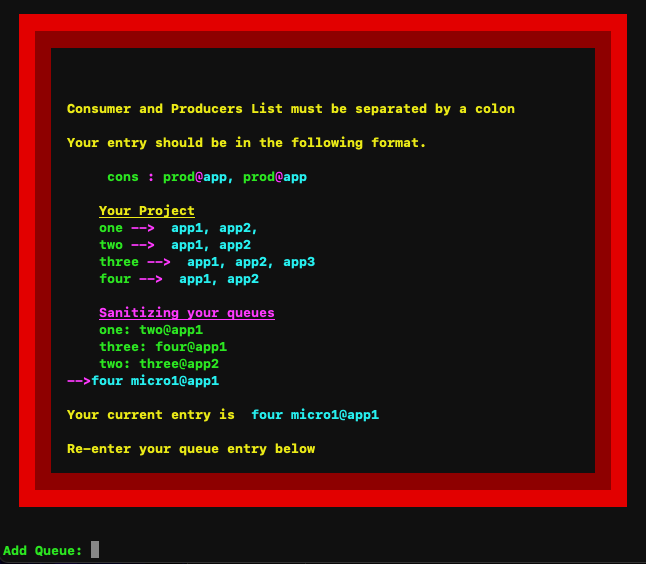 Consumer and Producers List must be separated by a colon
Your entry should be in the following format.
cons : prod@app, prod@app
Your Project
one --> app1, app2,
two --> app1, app2
three --> app1, app2, app3
four --> app1, app2
Sanitizing your queues
one: two@app1
three: four@app1
two: three@app2
-->four micro1@app1
Your current entry is four micro1@app1
Re-enter your queue entry below
Add Queue: